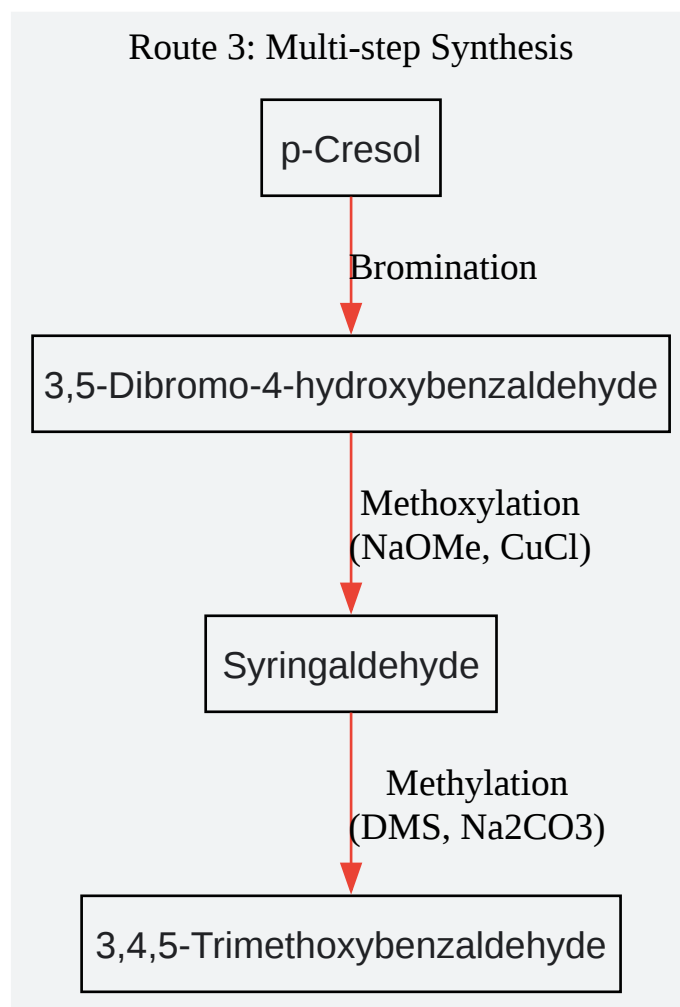 Route 3: Multi-step Synthesis
p-Cresol
Bromination
3,5-Dibromo-4-hydroxybenzaldehyde
Methoxylation
(NaOMe, CuCl)
Syringaldehyde
Methylation
(DMS, Na2CO3)
3,4,5-Trimethoxybenzaldehyde